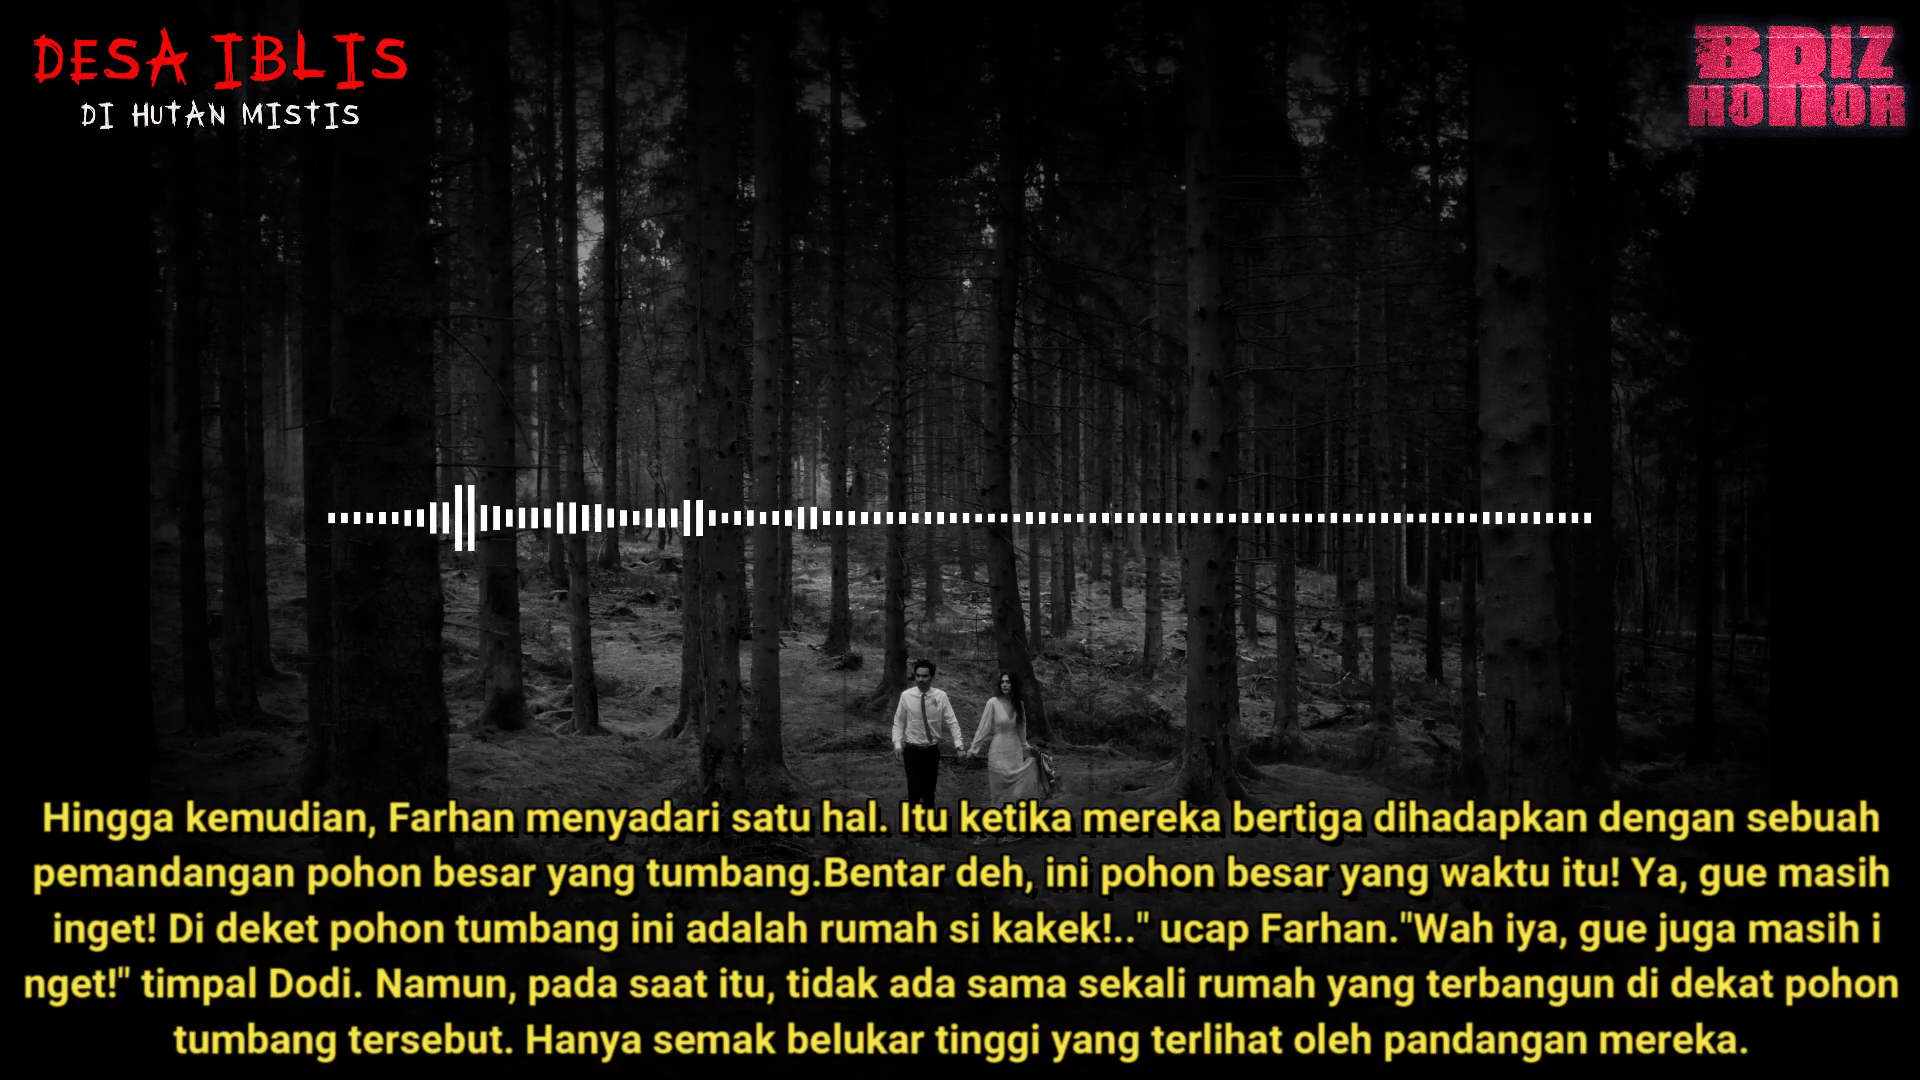 DESA IBLIS
DI HUTAN MISTIS
BRIZ
HORROR
Hingga kemudian, Farhan menyadari satu hal. Itu ketika mereka bertiga dihadapkan dengan sebuah
pemandangan pohon besar yang tumbang.Bentar deh, ini pohon besar yang waktu itu! Ya, gue masih
inget! Di deket pohon tumbang ini adalah rumah si kakek!.." ucap Farhan."Wah iya, gue juga masih i
nget!" timpal Dodi. Namun, pada saat itu, tidak ada sama sekali rumah yang terbangun di dekat pohon
tumbang tersebut. Hanya semak belukar tinggi yang terlihat oleh pandangan mereka.